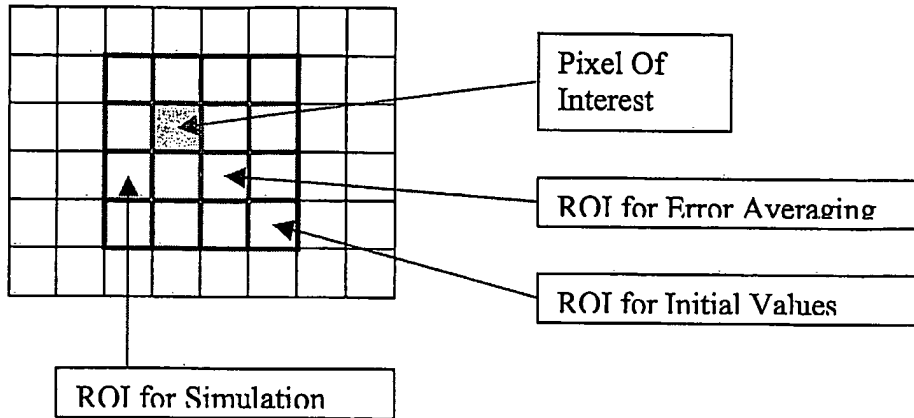 Pixel Of
Interest
ROI for Error Averaging
ROI for Initial Values
ROI for Simulation